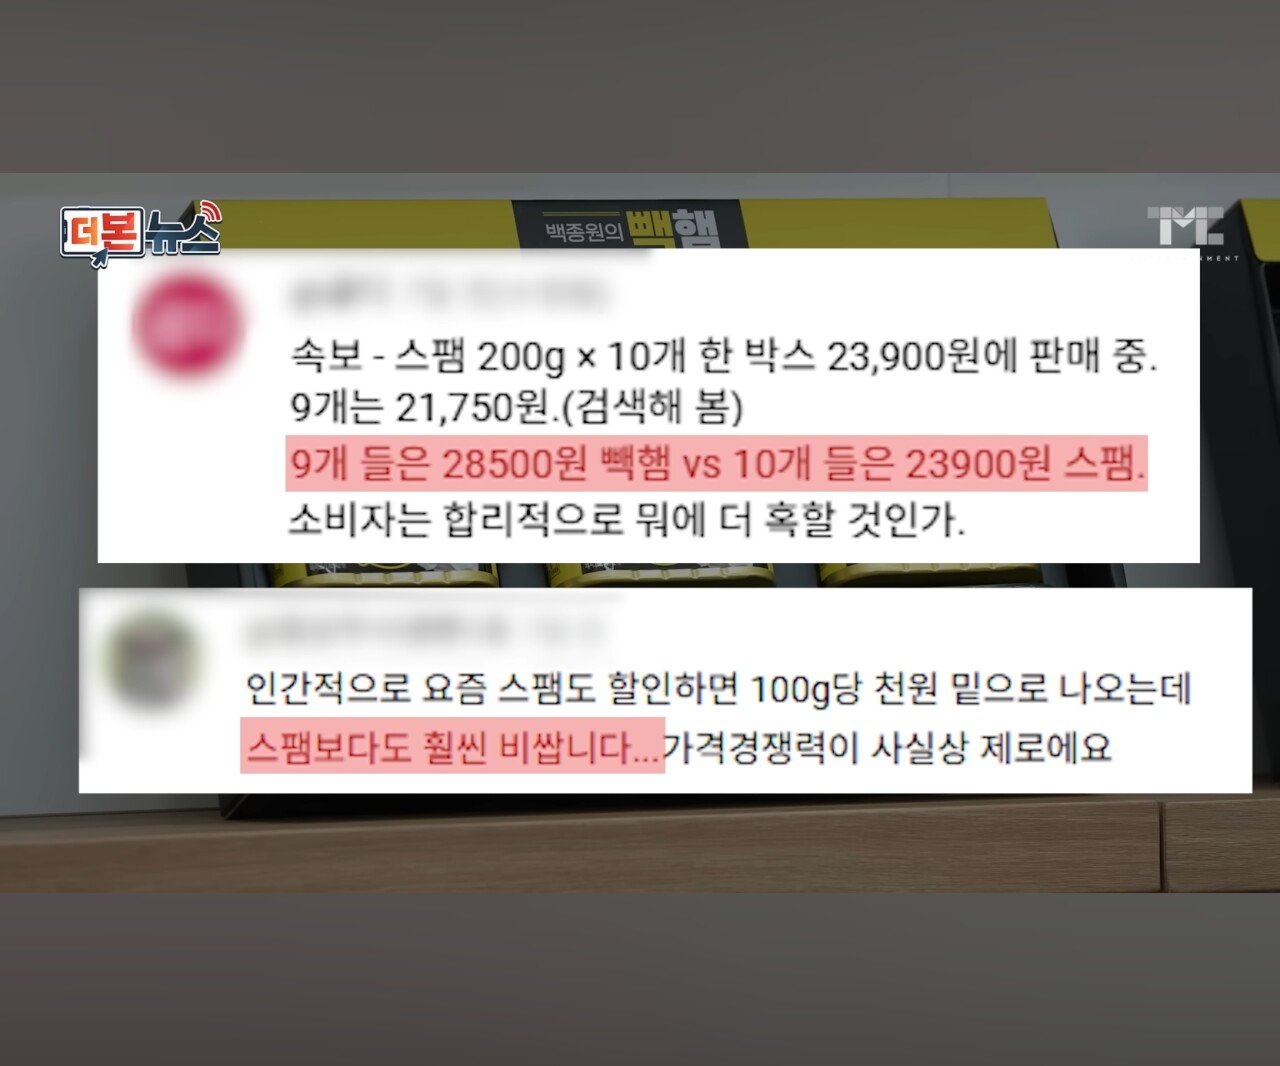 더본뉴스
백종원의 빽햄
TMC
속보 - 스팸 200g × 10개 한 박스 23,900원에 판매 중.
9개는 21,750원.(검색해 봄)
9개 들은 28500원 빽햄 vs 10개 들은 23900원 스팸.
소비자는 합리적으로 뭐에 더 혹할 것인가.
인간적으로 요즘 스팸도 할인하면 100g당 천원 밑으로 나오는데
스팸보다도 훨씬 비쌉니다...가격경쟁력이 사실상 제로에요